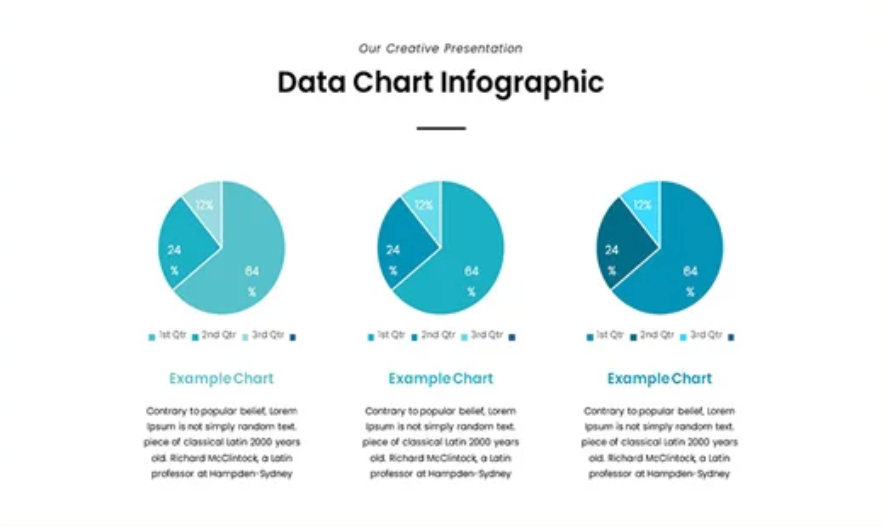 Our Creative Presentation
Data Chart Infographic
12%
24
%
64
%
1st Qtr 2nd Qtr 3rd Qtr
Example Chart
Contrary to popular belief, Lorem
Ipsum is not simply random text.
piece of classical Latin 2000 years
old. Richard McClintock, a Latin
professor at Hampden-Sydney
12%
24
%
64
%
1st Qtr 2nd Qtr 3rd Qtr
Example Chart
Contrary to popular belief, Lorem
Ipsum is not simply random text.
piece of classical Latin 2000 years
old. Richard McClintock, a Latin
professor at Hampden-Sydney
12%
24
%
64
%
1st Qtr 2nd Qtr 3rd Qtr
Example Chart
Contrary to popular belief, Lorem
Ipsum is not simply random text.
piece of classical Latin 2000 years
old. Richard McClintock, a Latin
professor at Hampden-Sydney